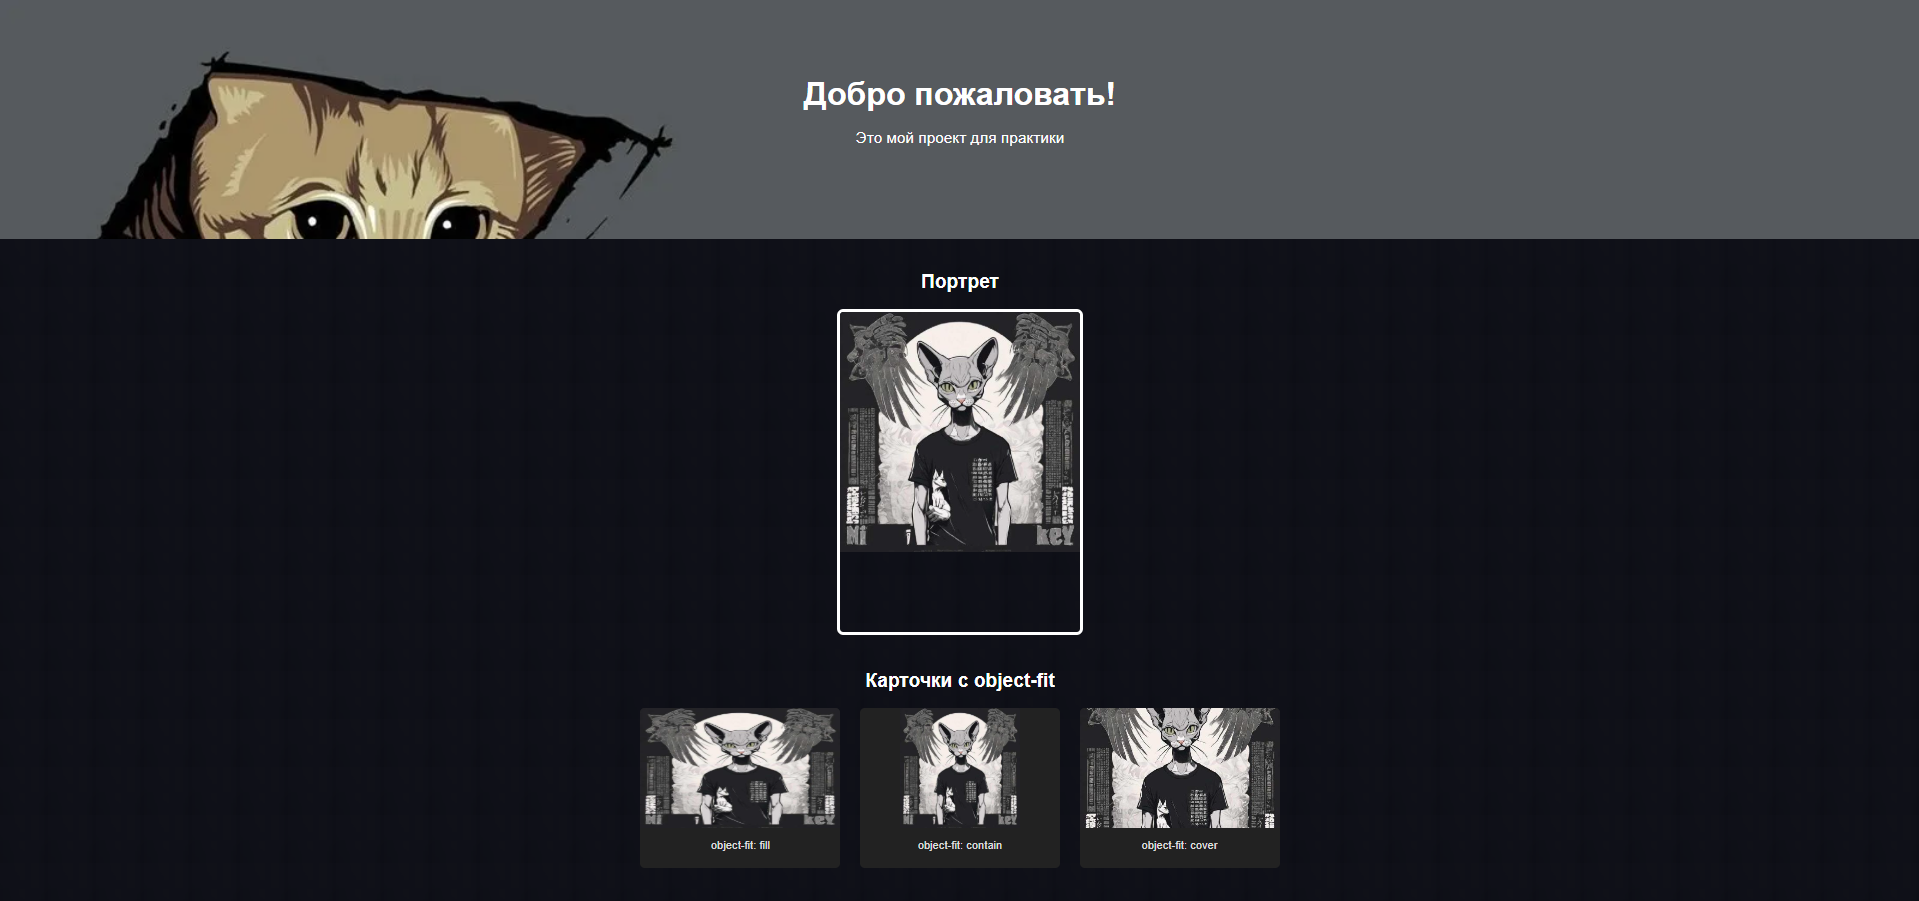 Добро пожаловать!
Это мой проект для практики
Портрет
Ni
key
Карточки с object-fit
object-fit: fill
object-fit: contain
object-fit: cover